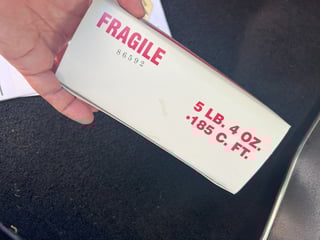 FRAGILE
86592
5 LB. 4 OZ.
.185 C. FT.